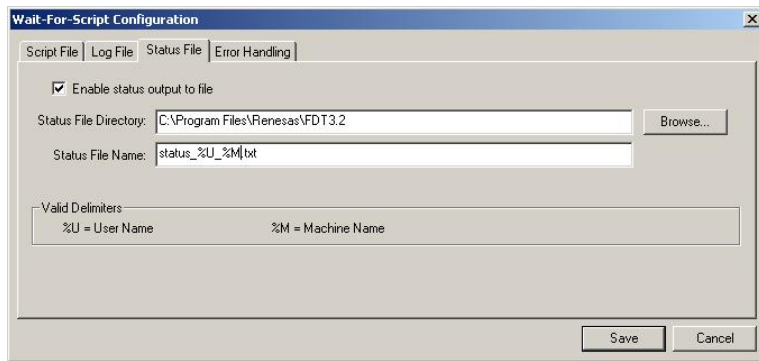 Wait-For-Script Configuration
Script File Log File Status File Error Handling
Enable status output to file
Status File Directory: C:\Program Files\Renesas\FDT3.2 Browse...
Status File Name: status_%U_%M.txt
Valid Delimiters
%U = User Name %M = Machine Name
Save Cancel